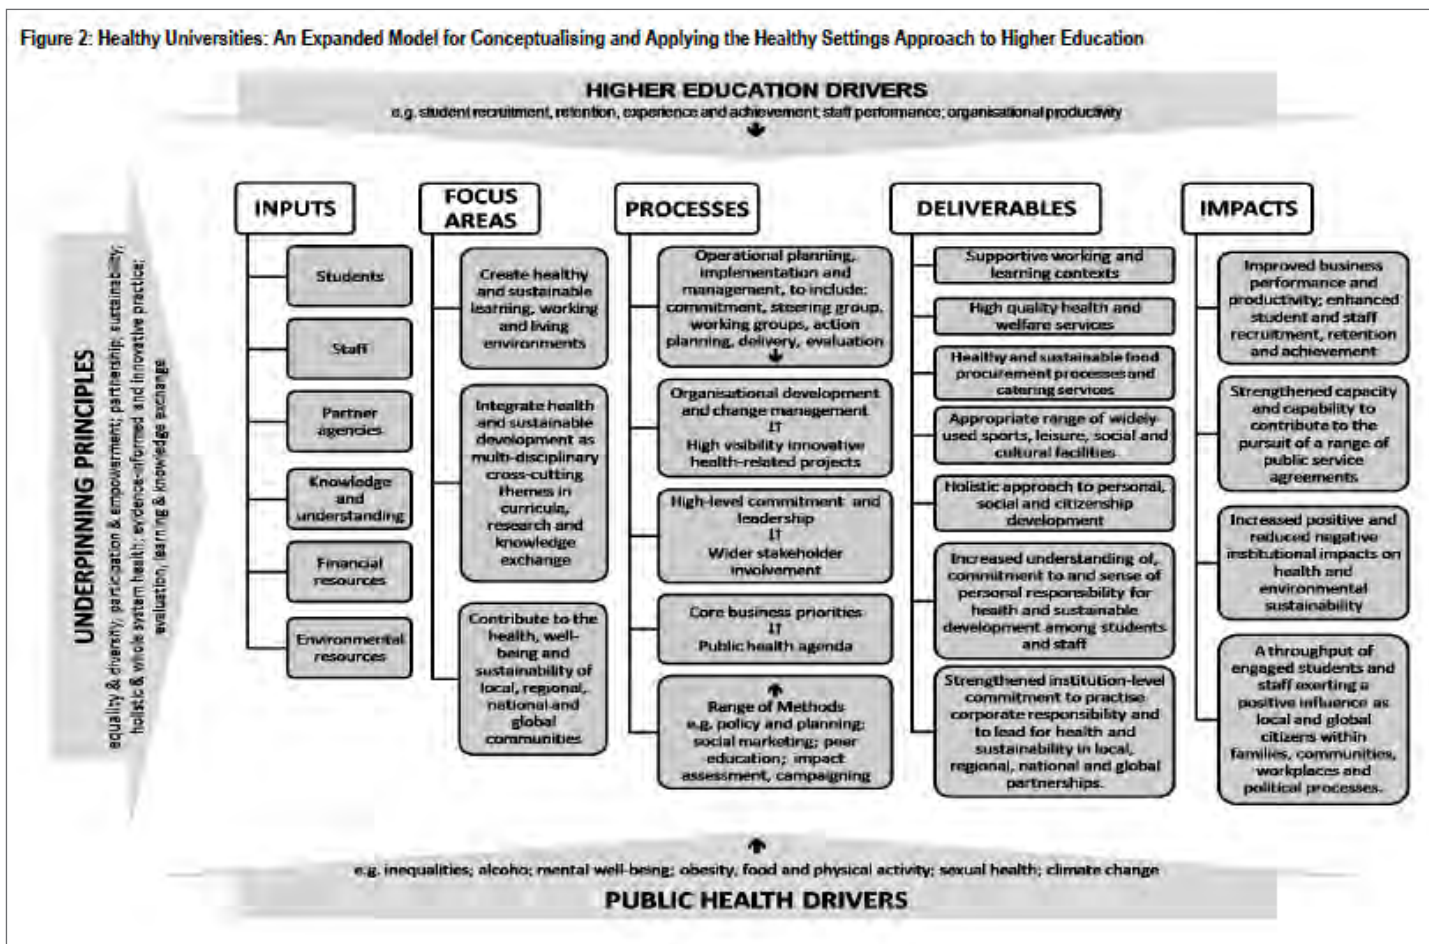 Figure 2: Healthy Universities: An Expanded Model for Conceptualising and Applying the Healthy Settings Approach to Higher Education
HIGHER EDUCATION DRIVERS
e.g. student recruitment, retention, experience and achievement; staff performance; organisational productivity
UNDERPINNING PRINCIPLES
equality & diversity; participation & empowerment; partnership; sustainability;
holistic & whole system health; evidence-informed and innovative practice;
evaluation, learning & knowledge exchange
INPUTS
Students
Staff
Partner
agencies
Knowledge
and
understanding
Financial
resources
Environmental
resources
FOCUS
AREAS
Create healthy
and sustainable
learning, working
and living
environments
Integrate health
and sustainable
development as
multi-disciplinary
cross-cutting
themes in
curricula,
research and
knowledge
exchange
Contribute to the
health, well-
being and
sustainability of
local, regional,
national and
global
communities
PROCESSES
Operational planning,
implementation and
management, to include:
commitment, steering group,
working groups, action
planning, delivery, evaluation
Organisational development
and change management
↓↑
High visibility innovative
health-related projects
High-level commitment and
leadership
↓↑
Wider stakeholder
involvement
Core business priorities
↓↑
Public health agenda
Range of Methods
e.g. policy and planning;
social marketing; peer
education; impact
assessment, campaigning
DELIVERABLES
Supportive working and
learning contexts
High quality health and
welfare services
Healthy and sustainable food
procurement processes and
catering services
Appropriate range of widely-
used sports, leisure, social and
cultural facilities.
Holistic approach to personal,
social and citizenship
development
Increased understanding of,
commitment to and sense of
personal responsibility for
health and sustainable
development among students
and staff
Strengthened institution-level
commitment to practise
corporate responsibility and
to lead for health and
sustainability in local,
regional, national and global
partnerships.
IMPACTS
Improved business
performance and
productivity; enhanced
student and staff
recruitment, retention
and achievement
Strengthened capacity
and capability to
contribute to the
pursuit of a range of
public service
agreements
Increased positive and
reduced negative
institutional impacts on
health and
environmental
sustainability
A throughput of
engaged students and
staff exerting a
positive influence as
local and global
citizens within
families, communities,
workplaces and
political processes.
e.g. inequalities; alcoho; mental well-being; obesity, food and physical activity; sexual health; climate change
PUBLIC HEALTH DRIVERS